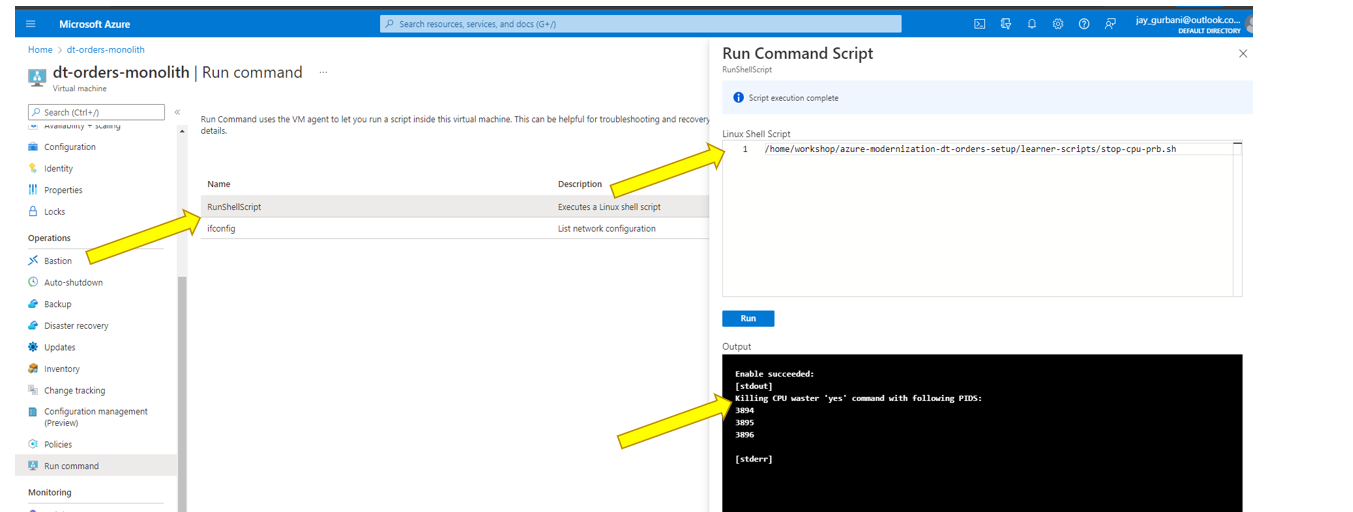 Microsoft Azure
Search resources, services, and docs (G+/)
jay_gurbani@outlook.co...
DEFAULT DIRECTORY
Home > dt-orders-monolith
dt-orders-monolith | Run command ...
Virtual machine
Search (Ctrl+/)
«
Availability + scaling
Configuration
Identity
Properties
Locks
Operations
Bastion
Auto-shutdown
Backup
Disaster recovery
Updates
Inventory
Change tracking
Configuration management
(Preview)
Policies
Run command
Monitoring
Run Command uses the VM agent to let you run a script inside this virtual machine. This can be helpful for troubleshooting and recovery
details.
Name Description
RunShellScript Executes a Linux shell script
ifconfig List network configuration
Run Command Script
RunShellScript
Script execution complete
Linux Shell Script
1 /home/workshop/azure-modernization-dt-orders-setup/learner-scripts/stop-cpu-prb.sh
Run
Output
Enable succeeded:
[stdout]
Killing CPU waster 'yes' command with following PIDS:
3894
3895
3896
[stderr]